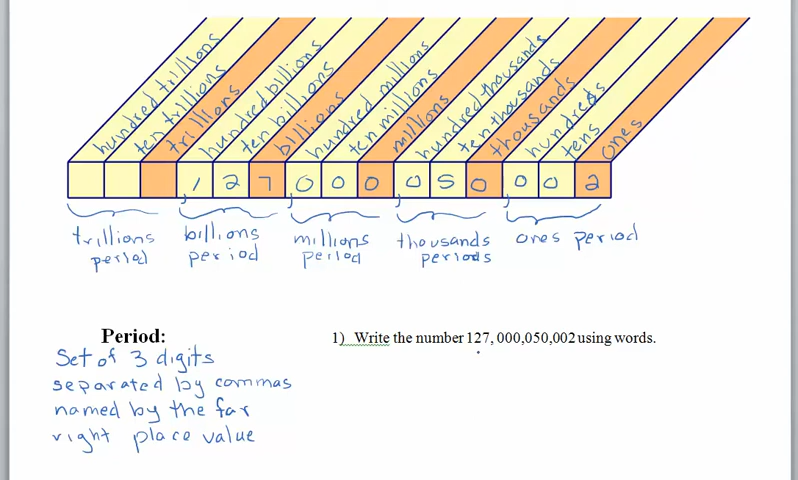 hundred trillions
ten trillions
trillions
hundred billions
ten billions
billions
hundred millions
ten millions
millions
hundred thousands
ten thousands
thousands
hundreds
tens
ones
, 1 2 7 , 0 0 0 , 0 5 0 , 0 0 2
trillions period
billions period
millions period
thousands periods
ones period
Period:
Set of 3 digits
separated by commas
named by the far
right place value
1) Write the number 127, 000,050,002 using words.